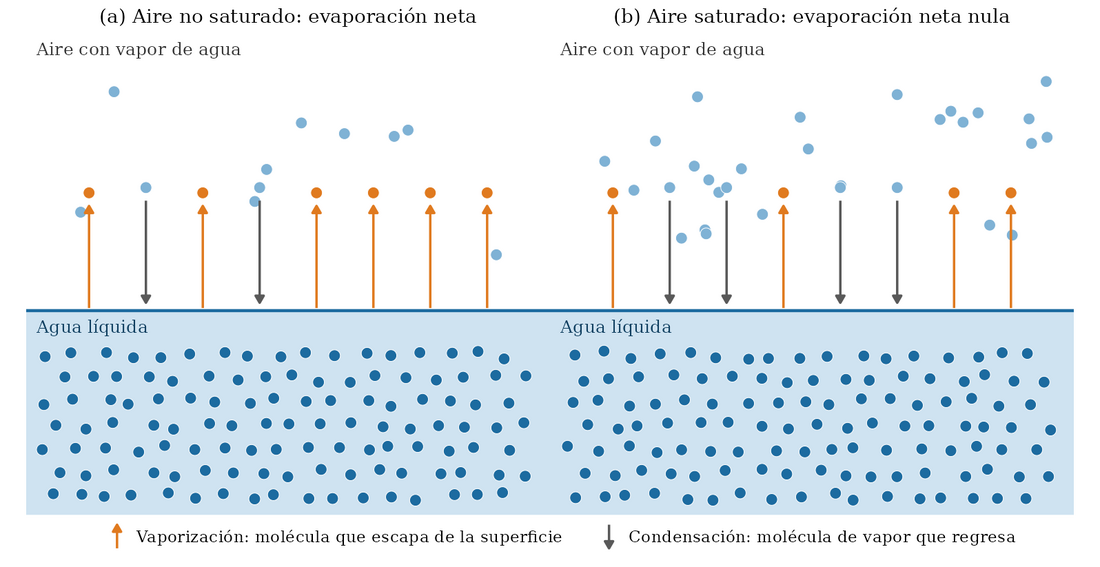 (a) Aire no saturado: evaporación neta
(b) Aire saturado: evaporación neta nula
Aire con vapor de agua
Aire con vapor de agua
Agua líquida
Agua líquida
Vaporización: molécula que escapa de la superficie
Condensación: molécula de vapor que regresa